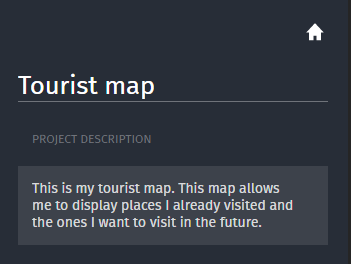 Tourist map
PROJECT DESCRIPTION
This is my tourist map. This map allows
me to display places I already visited and
the ones I want to visit in the future.